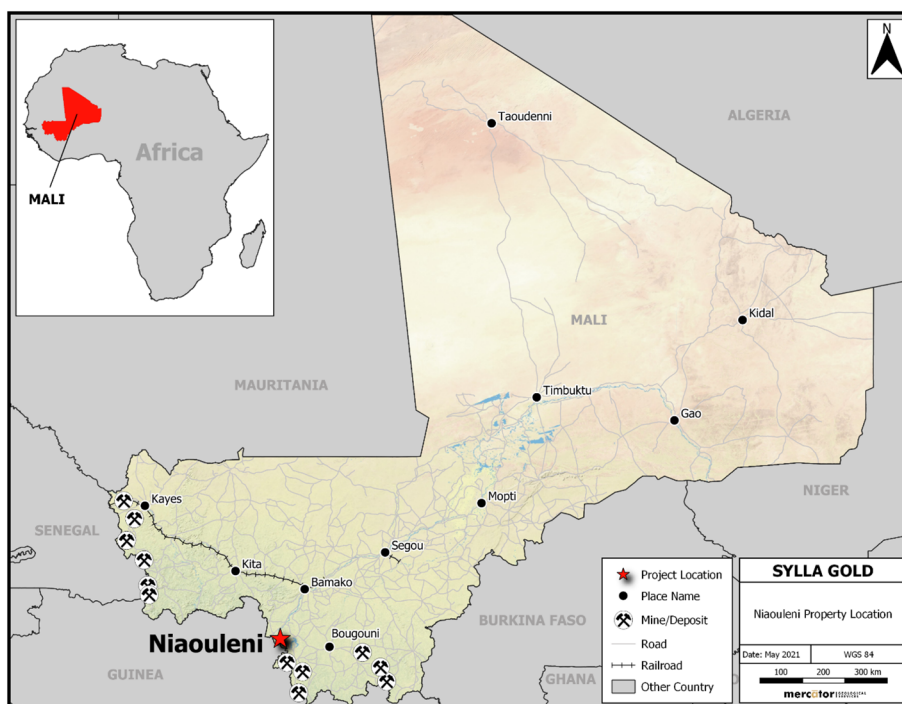 N
Africa
MALI
ALGERIA
Taoudenni
MALI
Kidal
MAURITANIA
Timbuktu
Gao
Mopti
NIGER
Kayes
SENEGAL
Segou
Kita
Bamako
BURKINA FASO
Niaouleni
Bougouni
GUINEA
GHANA
Project Location
Place Name
Mine/Deposit
Road
Railroad
Other Country
SYLLA GOLD
Niaouleni Property Location
Date: May 2021 WGS 84
100 200 300 km
mercator GEOLOGICAL SERVICES